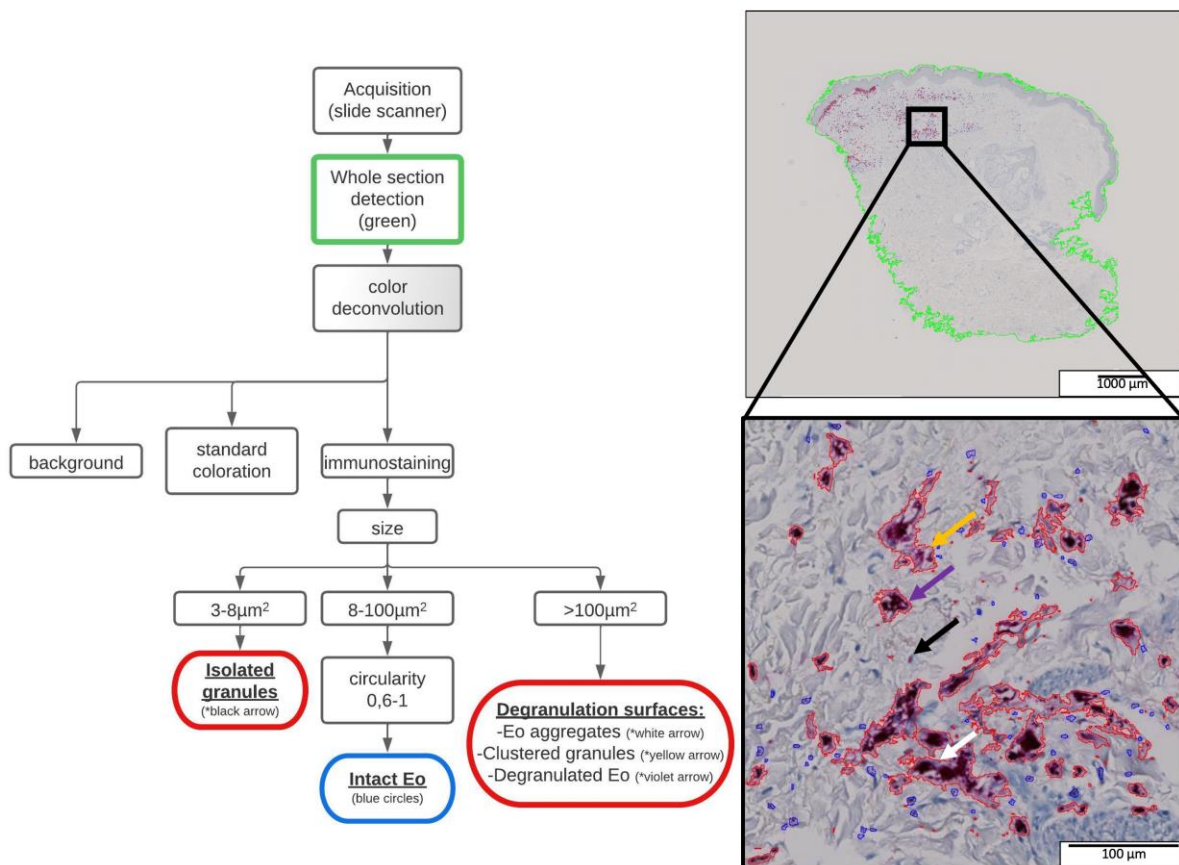 Acquisition
(slide scanner)
Whole section
detection
(green)
color
deconvolution
background
standard
coloration
immunostaining
size
3-8µm²
8-100µm²
>100µm²
Isolated
granules
(*black arrow)
circularity
0,6-1
Intact Eo
(blue circles)
Degranulation surfaces:
-Eo aggregates (*white arrow)
-Clustered granules (*yellow arrow)
-Degranulated Eo (*violet arrow)
1000 µm
100 µm